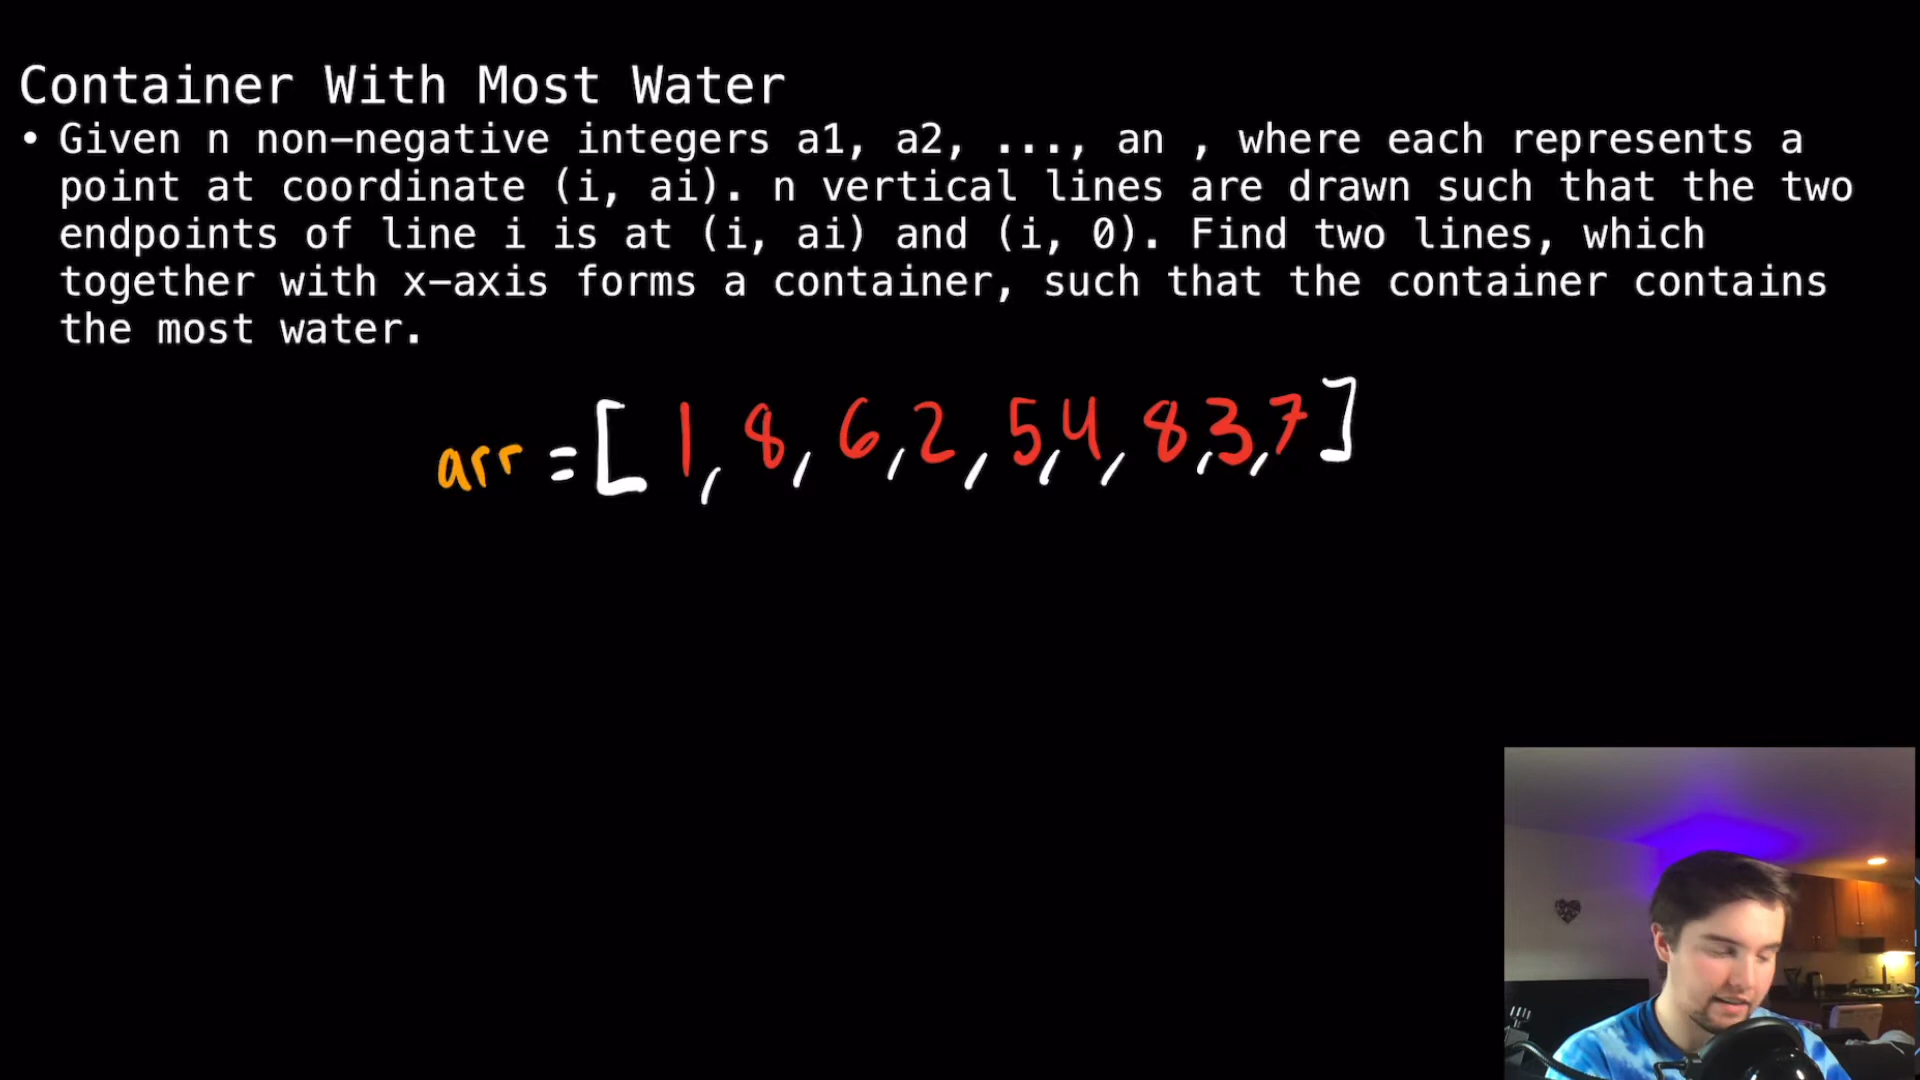 Container With Most Water
• Given n non-negative integers a1, a2, ..., an , where each represents a
point at coordinate (i, ai). n vertical lines are drawn such that the two
endpoints of line i is at (i, ai) and (i, 0). Find two lines, which
together with x-axis forms a container, such that the container contains
the most water.
arr = [ 1, 8, 6, 2, 5, 4, 8, 3, 7 ]